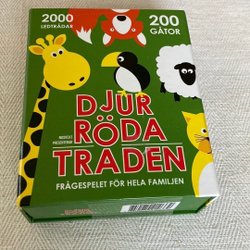 2000
LEDTRÅDAR
200
GÅTOR
DJUR
RÖDA
TRÅDEN
FRÅGESPELET FÖR HELA FAMILJEN